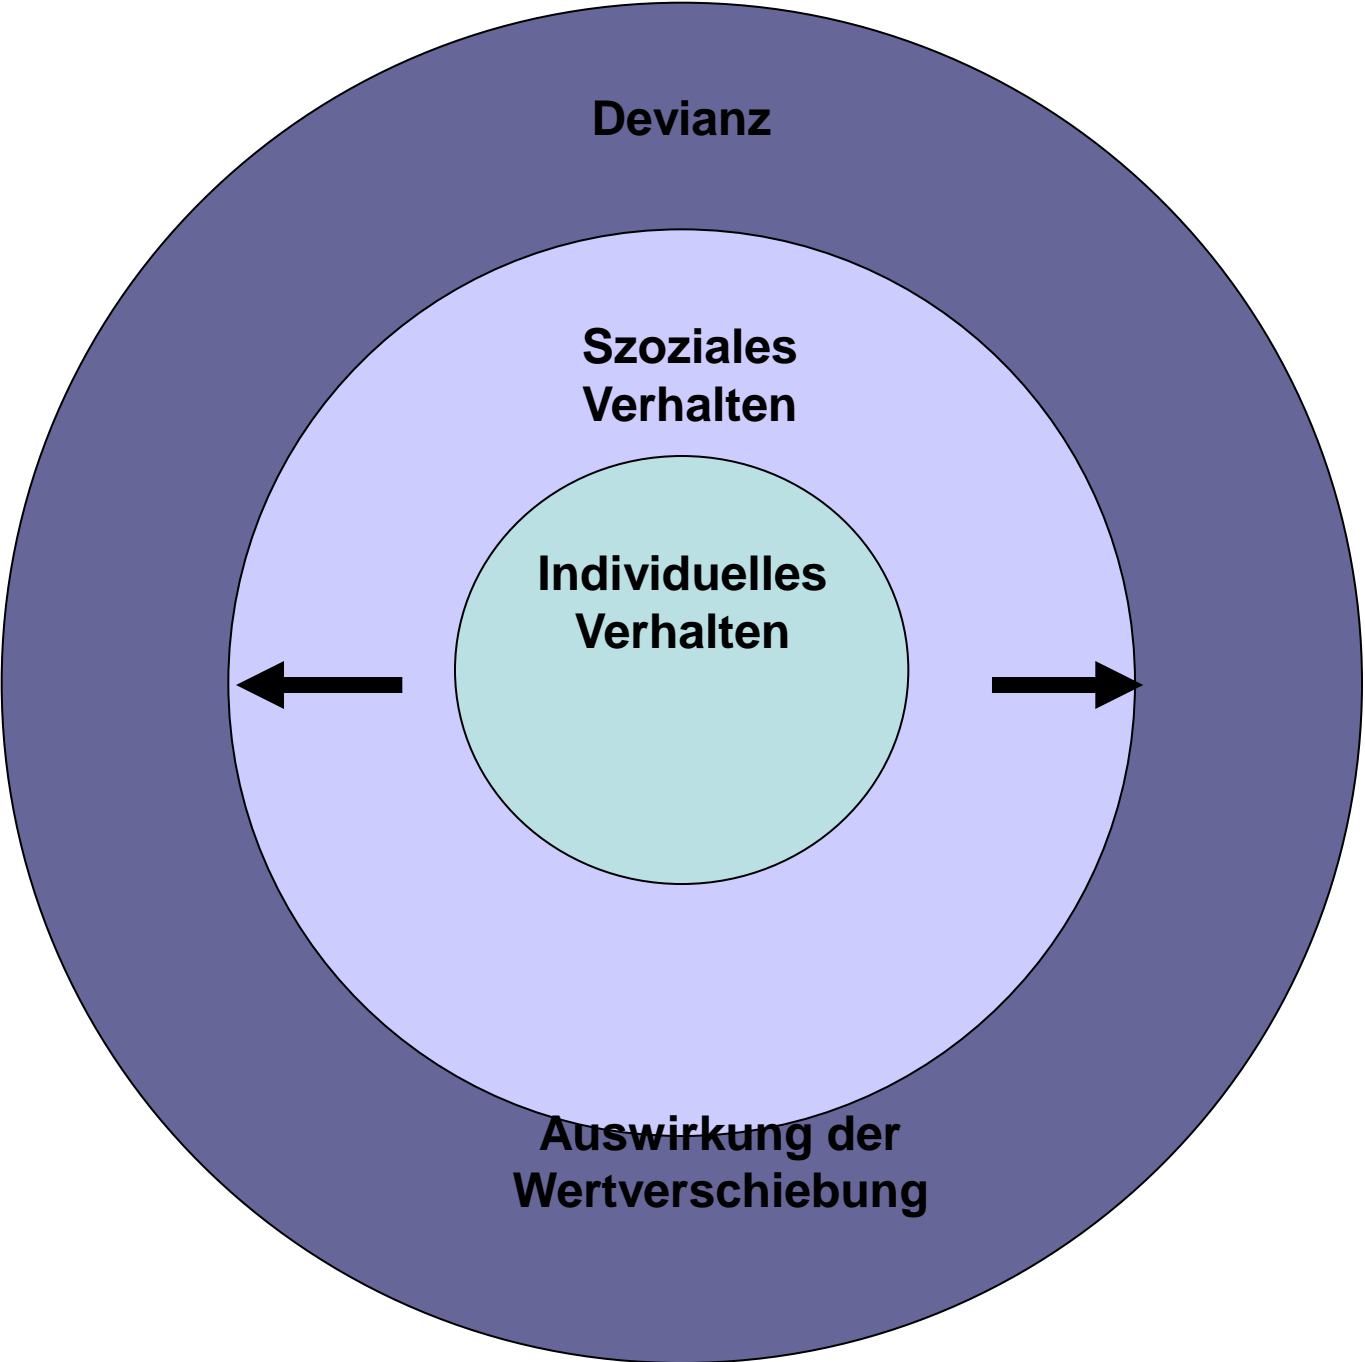 Devianz
Szoziales
Verhalten
Individuelles
Verhalten
Auswirkung der
Wertverschiebung